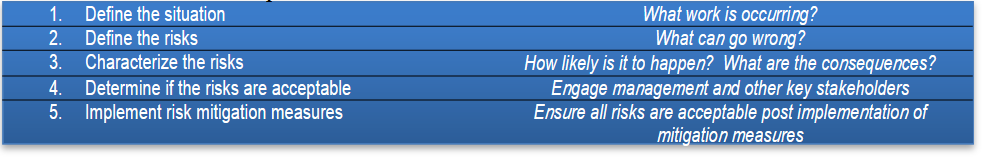 1. Define the situation What work is occurring?
2. Define the risks What can go wrong?
3. Characterize the risks How likely is it to happen? What are the consequences?
4. Determine if the risks are acceptable Engage management and other key stakeholders
5. Implement risk mitigation measures Ensure all risks are acceptable post implementation of
mitigation measures